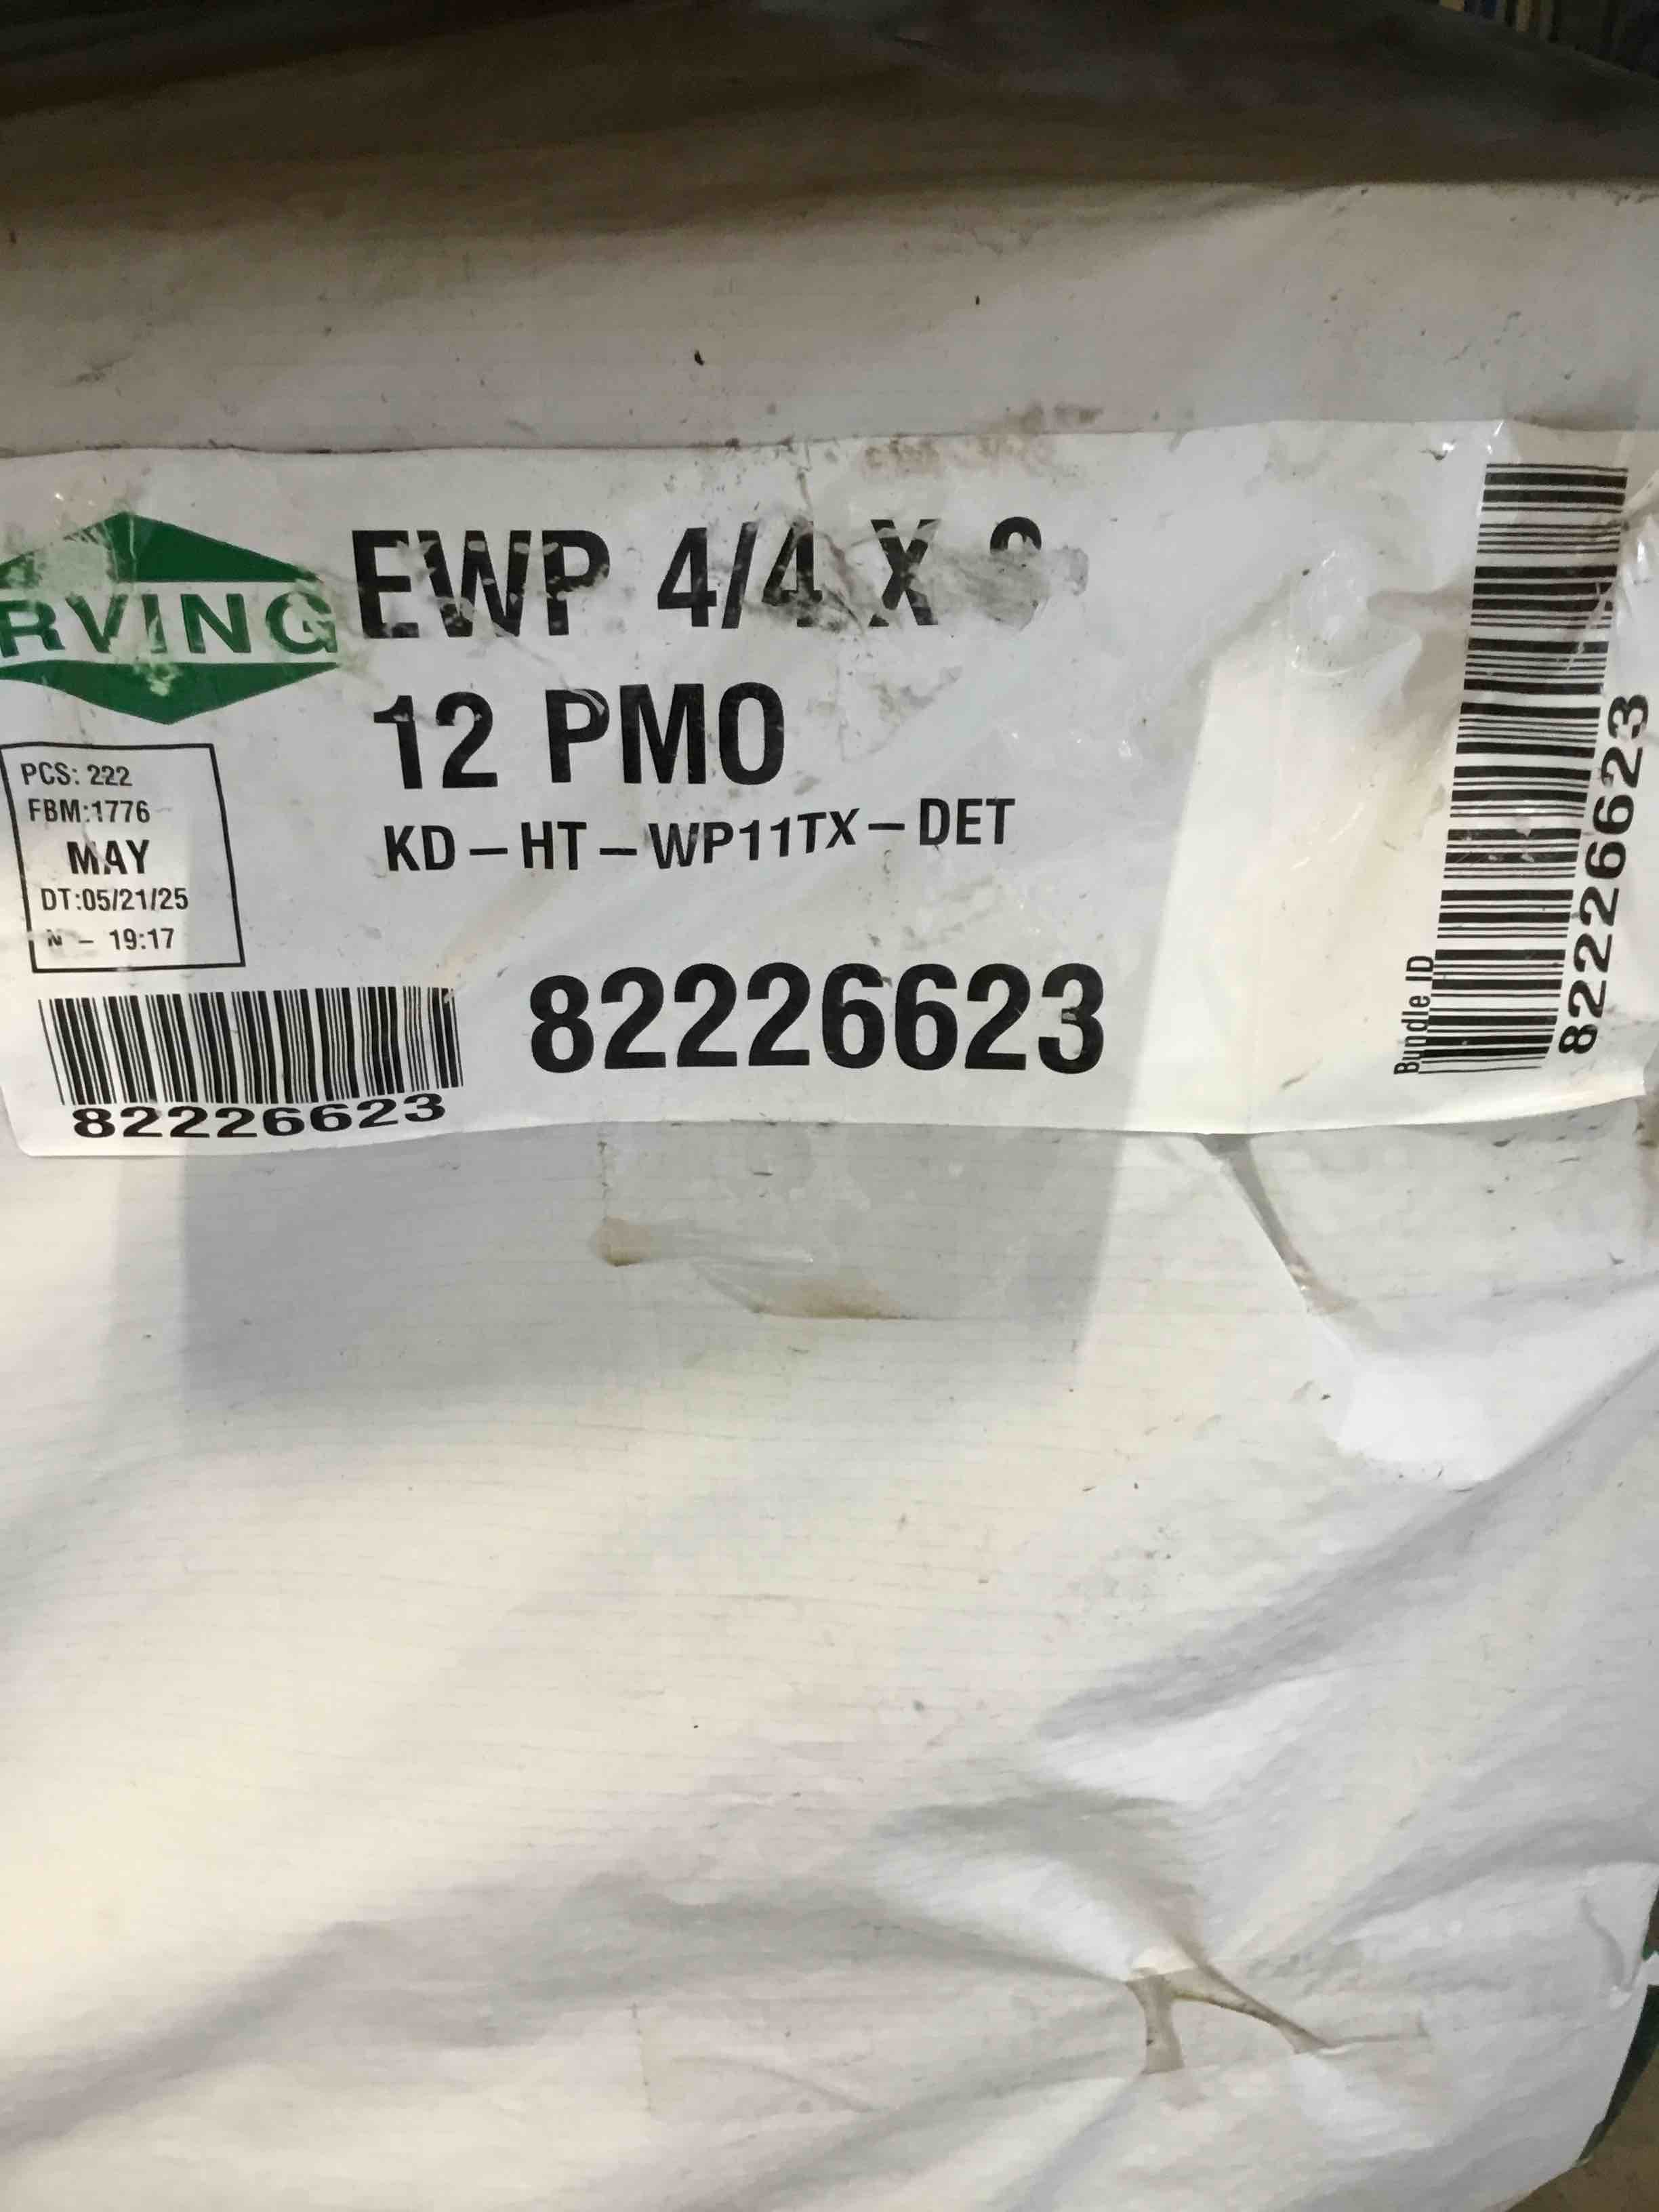 RVING
EWP 4/4 X
12 PMO
KD-HT-WP11TX-DET
PCS: 222
FBM:1776
MAY
DT:05/21/25
N - 19:17
82226623
82226623
Bundle ID
82226623